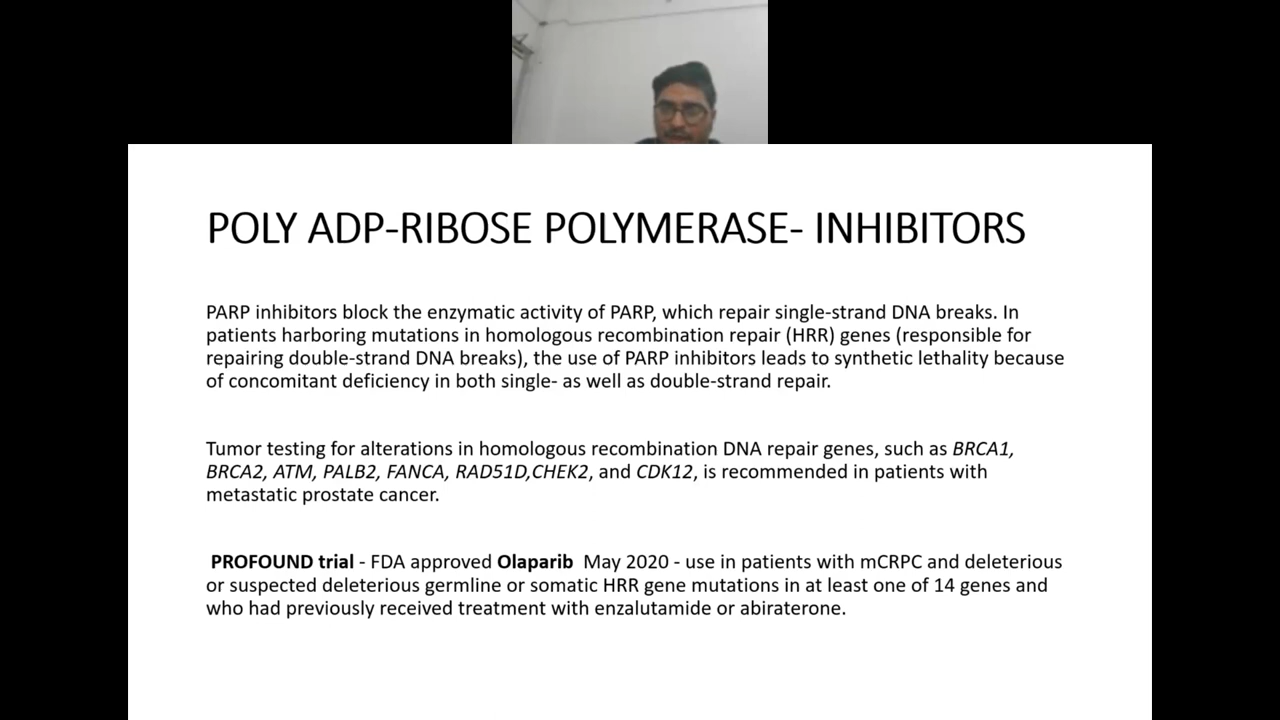 POLY ADP-RIBOSE POLYMERASE- INHIBITORS
PARP inhibitors block the enzymatic activity of PARP, which repair single-strand DNA breaks. In
patients harboring mutations in homologous recombination repair (HRR) genes (responsible for
repairing double-strand DNA breaks), the use of PARP inhibitors leads to synthetic lethality because
of concomitant deficiency in both single- as well as double-strand repair.
Tumor testing for alterations in homologous recombination DNA repair genes, such as BRCA1,
BRCA2, ATM, PALB2, FANCA, RAD51D,CHEK2, and CDK12, is recommended in patients with
metastatic prostate cancer.
PROFOUND trial - FDA approved Olaparib May 2020 - use in patients with mCRPC and deleterious
or suspected deleterious germline or somatic HRR gene mutations in at least one of 14 genes and
who had previously received treatment with enzalutamide or abiraterone.